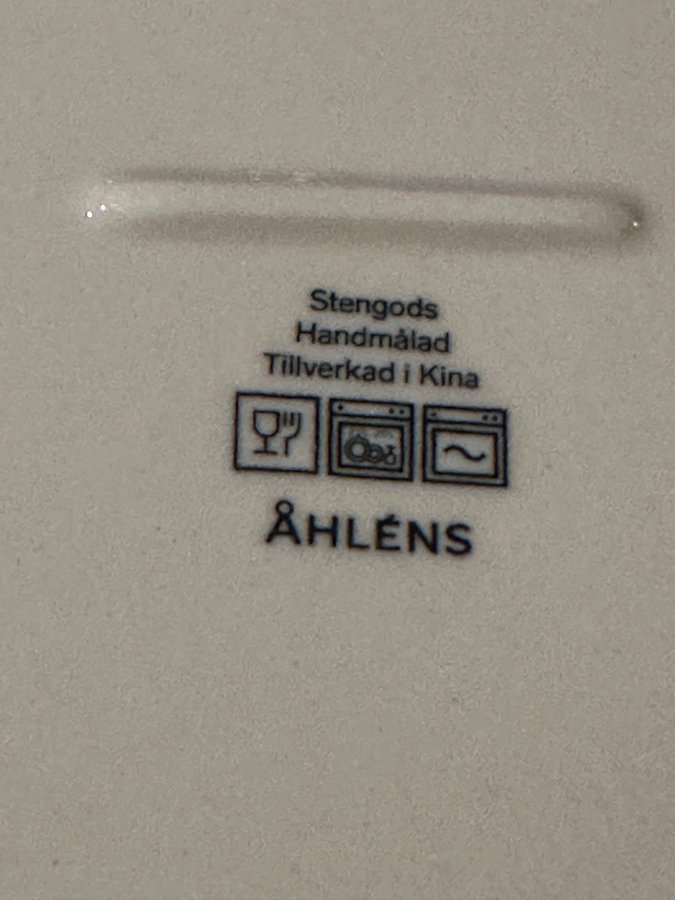 Stengods
Handmålad
Tillverkad i Kina
ÅHLÉNS